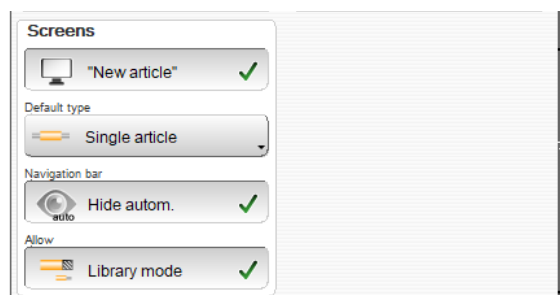 Screens
"New article"
Default type
Single article
Navigation bar
auto
Hide autom.
Allow
Library mode